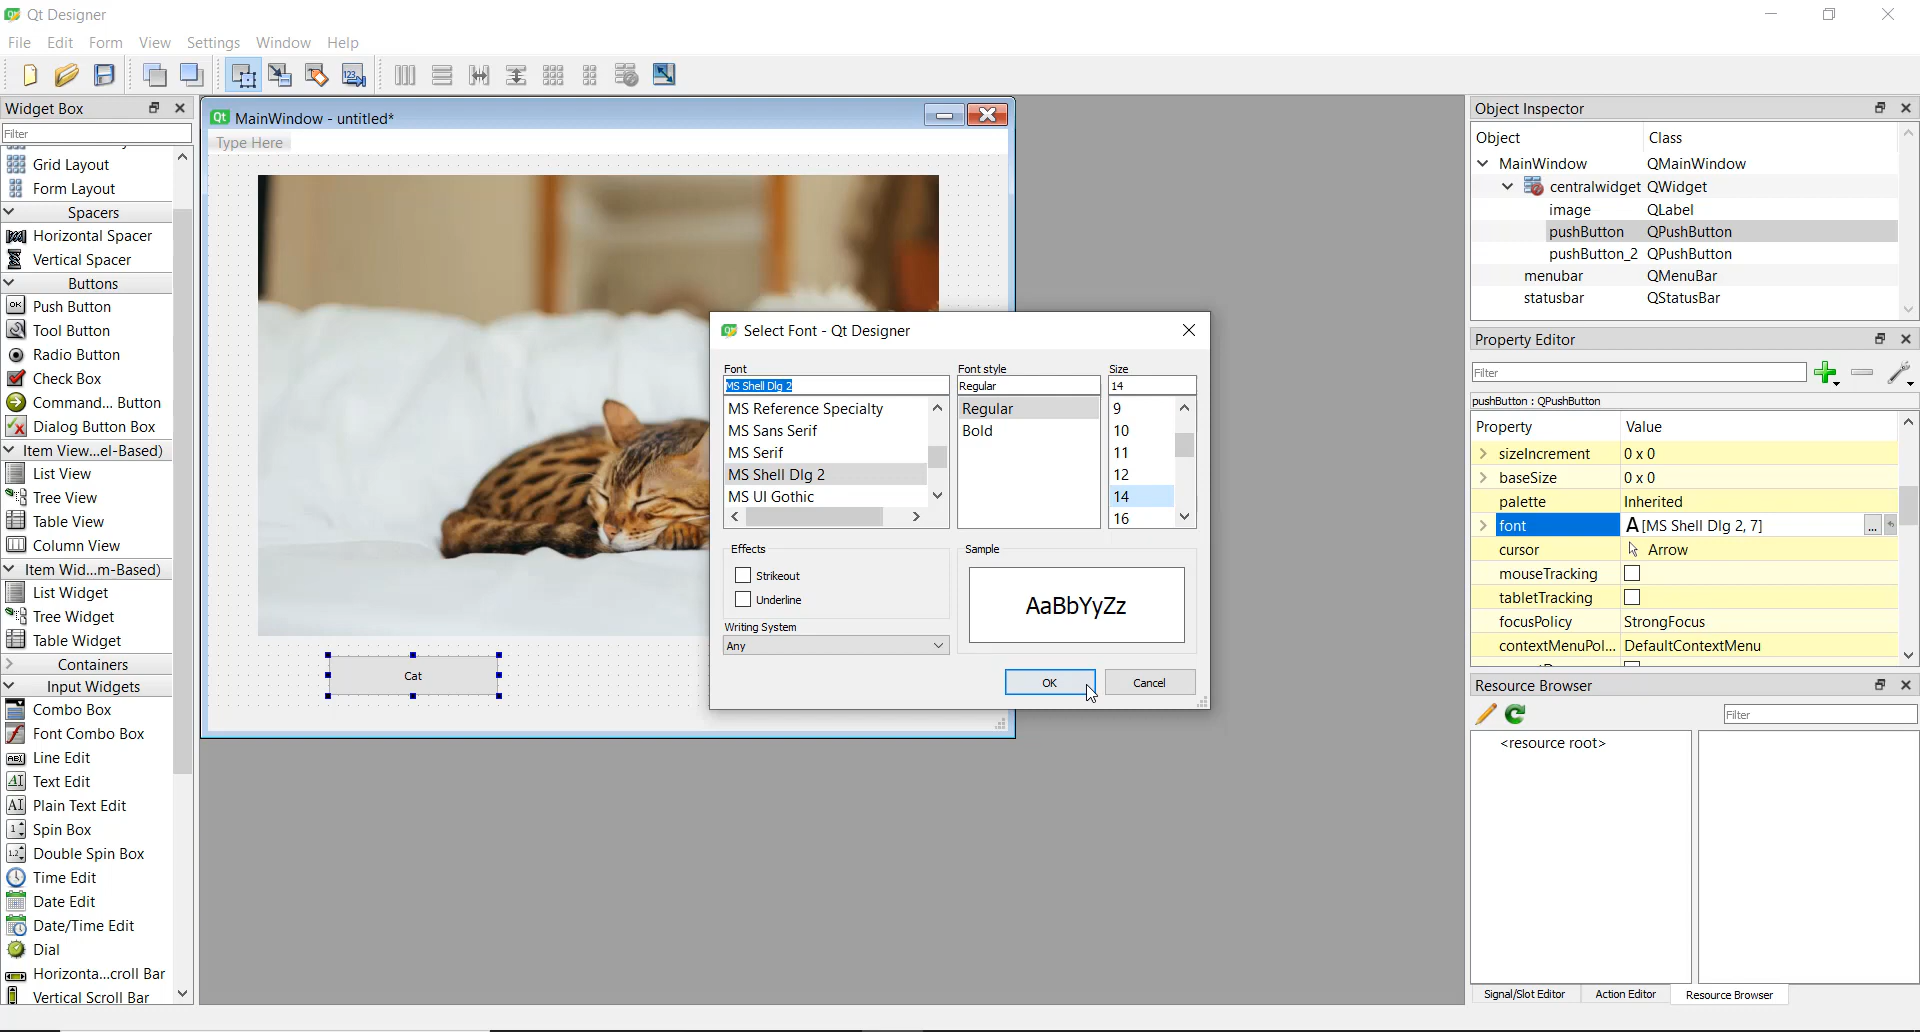 Qt Designer
File Edit Form View Settings Window Help
Widget Box
Filter
Grid Layout
Form Layout
Spacers
Horizontal Spacer
Vertical Spacer
Buttons
OK Push Button
Tool Button
Radio Button
Check Box
Command... Button
Dialog Button Box
Item View...el-Based)
List View
Tree View
Table View
Column View
Item Wid...m-Based)
List Widget
Tree Widget
Table Widget
Containers
Input Widgets
Combo Box
Font Combo Box
ABI Line Edit
AI Text Edit
AI Plain Text Edit
1 Spin Box
1.2 Double Spin Box
Time Edit
Date Edit
Date/Time Edit
Dial
Horizonta...croll Bar
Vertical Scroll Bar
Qt MainWindow - untitled*
Type Here
Cat
Select Font - Qt Designer
Font
MS Shell Dlg 2
MS Reference Specialty
MS Sans Serif
MS Serif
MS Shell Dlg 2
MS UI Gothic
Font style
Regular
Regular
Bold
Size
14
9
10
11
12
14
16
Effects
Strikeout
Underline
Writing System
Any
Sample
AaBbYyZz
OK Cancel
Object Inspector
Object Class
MainWindow QMainWindow
centralwidget QWidget
image QLabel
pushButton QPushButton
pushButton_2 QPushButton
menubar QMenuBar
statusbar QStatusBar
Property Editor
Filter
pushButton : QPushButton
Property Value
sizeIncrement 0 x 0
baseSize 0 x 0
palette Inherited
font A [MS Shell Dlg 2, 7] ...
cursor Arrow
mouseTracking
tabletTracking
focusPolicy StrongFocus
contextMenuPol... DefaultContextMenu
Resource Browser
Filter
<resource root>
Signal/Slot Editor Action Editor Resource Browser